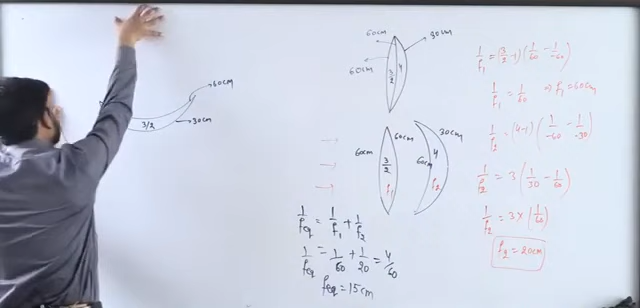 60cm
3/2
30cm
60cm
30cm
60cm
3/2
4
60cm
60cm
30cm
3/2
4
60cm
f1
f2
1/feq = 1/f1 + 1/f2
1/feq = 1/60 + 1/20 = 4/60
feq = 15cm
1/f1 = (3/2 - 1) (1/60 - 1/-60)
1/f1 = 1/60 ⇒ f1 = 60cm
1/f2 = (4-1) (1/-60 - 1/-30)
1/f2 = 3 (1/30 - 1/60)
1/f2 = 3 × (1/60)
f2 = 20cm